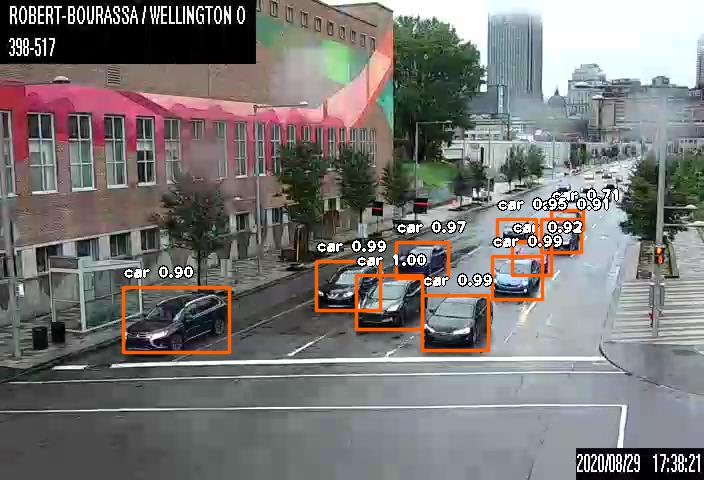 ROBERT-BOURASSA / WELLINGTON O
398-517
car 0.71
car 0.95
0.91
car 0.97
car 0.92
car 0.99
car 0.99
car 1.00
car 0.90
car 0.99
2020/08/29 17:38:21